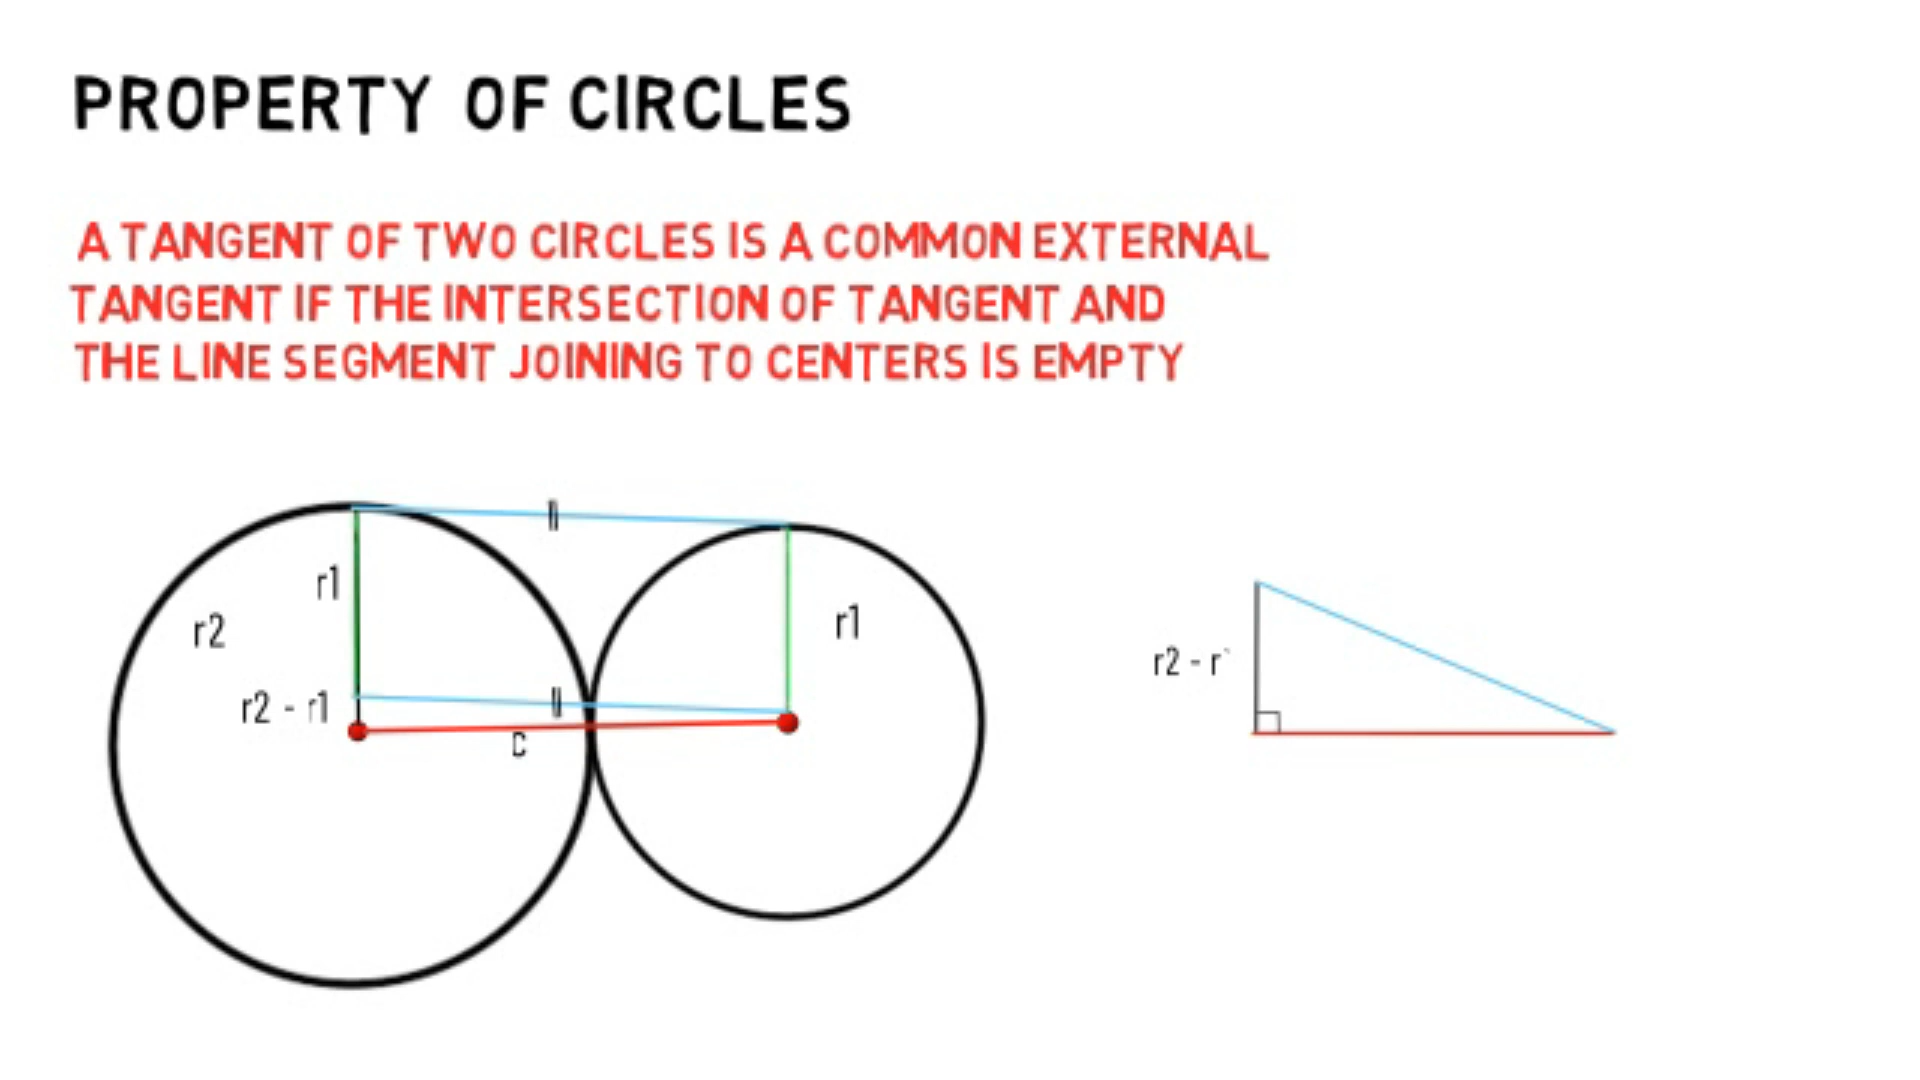 PROPERTY OF CIRCLES
A TANGENT OF TWO CIRCLES IS A COMMON EXTERNAL
TANGENT IF THE INTERSECTION OF TANGENT AND
THE LINE SEGMENT JOINING TO CENTERS IS EMPTY
r1
r2
r2 - r1
c
r1
r2 - r